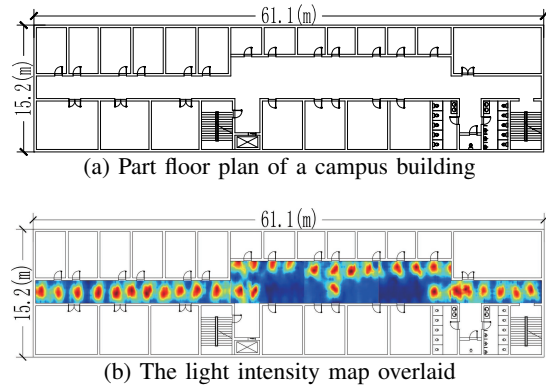 61.1(m)
15.2(m)
(a) Part floor plan of a campus building
61.1(m)
15.2(m)
(b) The light intensity map overlaid